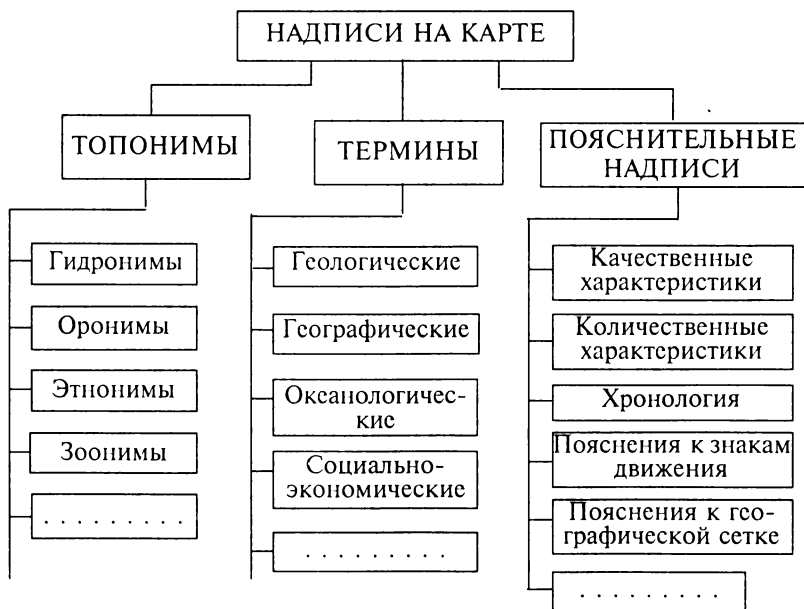 НАДПИСИ НА КАРТЕ
ТОПОНИМЫ
Гидронимы
Оронимы
Этнонимы
Зоонимы
. . . . . . . . .
ТЕРМИНЫ
Геологические
Географические
Океанологичес-
кие
Социально-
экономические
. . . . . . . . .
ПОЯСНИТЕЛЬНЫЕ
НАДПИСИ
Качественные
характеристики
Количественные
характеристики
Хронология
Пояснения к знакам
движения
Пояснения к гео-
графической сетке
. . . . . . . . .